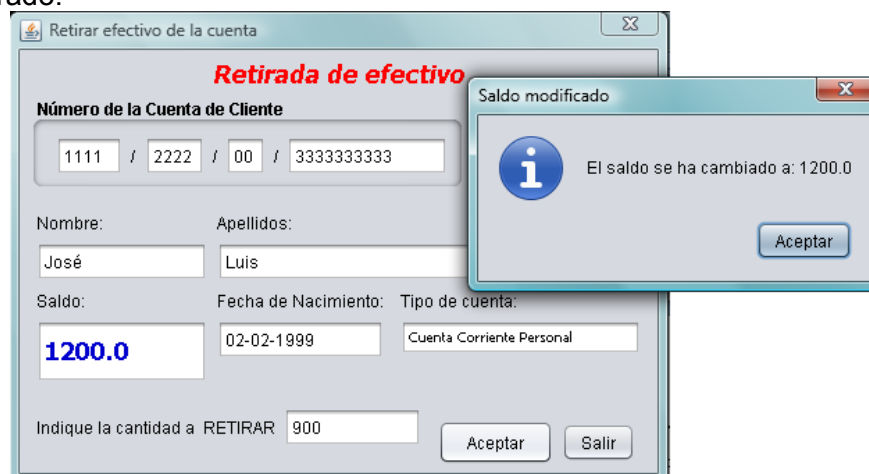 rado.
Retirar efectivo de la cuenta
Retirada de efectivo
Número de la Cuenta de Cliente
1111 / 2222 / 00 / 3333333333
Nombre: Apellidos:
José Luis
Saldo: Fecha de Nacimiento: Tipo de cuenta:
1200.0 02-02-1999 Cuenta Corriente Personal
Indique la cantidad a RETIRAR 900 Aceptar Salir
Saldo modificado
El saldo se ha cambiado a: 1200.0
Aceptar